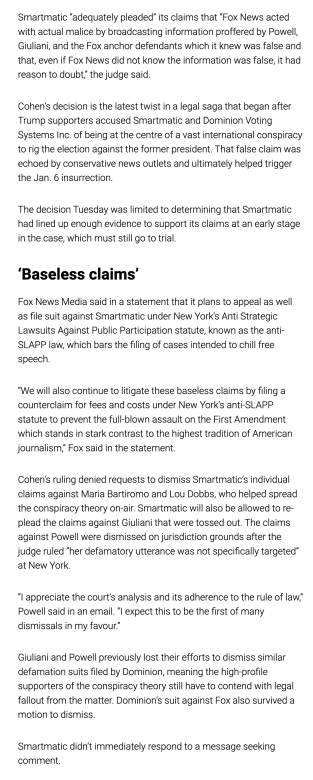 Smartmatic “adequately pleaded” its claims that “Fox News acted
with actual malice by broadcasting information proffered by Powell,
Giuliani, and the Fox anchor defendants which it knew was false and
that, even if Fox News did not know the information was false, it had
reason to doubt,” the judge said.
Cohen’s decision is the latest twist in a legal saga that began after
Trump supporters accused Smartmatic and Dominion Voting
Systems Inc. of being at the centre of a vast international conspiracy
to rig the election against the former president. That false claim was
echoed by conservative news outlets and ultimately helped trigger
the Jan. 6 insurrection.
The decision Tuesday was limited to determining that Smartmatic
had lined up enough evidence to support its claims at an early stage
in the case, which must still go to trial.
‘Baseless claims’
Fox News Media said in a statement that it plans to appeal as well
as file suit against Smartmatic under New York’s Anti Strategic
Lawsuits Against Public Participation statute, known as the anti-
SLAPP law, which bars the filing of cases intended to chill free
speech.
“We will also continue to litigate these baseless claims by filing a
counterclaim for fees and costs under New York’s anti-SLAPP
statute to prevent the full-blown assault on the First Amendment
which stands in stark contrast to the highest tradition of American
journalism,” Fox said in the statement.
Cohen’s ruling denied requests to dismiss Smartmatic’s individual
claims against Maria Bartiromo and Lou Dobbs, who helped spread
the conspiracy theory on-air. Smartmatic will also be allowed to re-
plead the claims against Giuliani that were tossed out. The claims
against Powell were dismissed on jurisdiction grounds after the
judge ruled “her defamatory utterance was not specifically targeted”
at New York.
“I appreciate the court’s analysis and its adherence to the rule of law,”
Powell said in an email. “I expect this to be the first of many
dismissals in my favour.”
Giuliani and Powell previously lost their efforts to dismiss similar
defamation suits filed by Dominion, meaning the high-profile
supporters of the conspiracy theory still have to contend with legal
fallout from the matter. Dominion’s suit against Fox also survived a
motion to dismiss.
Smartmatic didn’t immediately respond to a message seeking
comment.